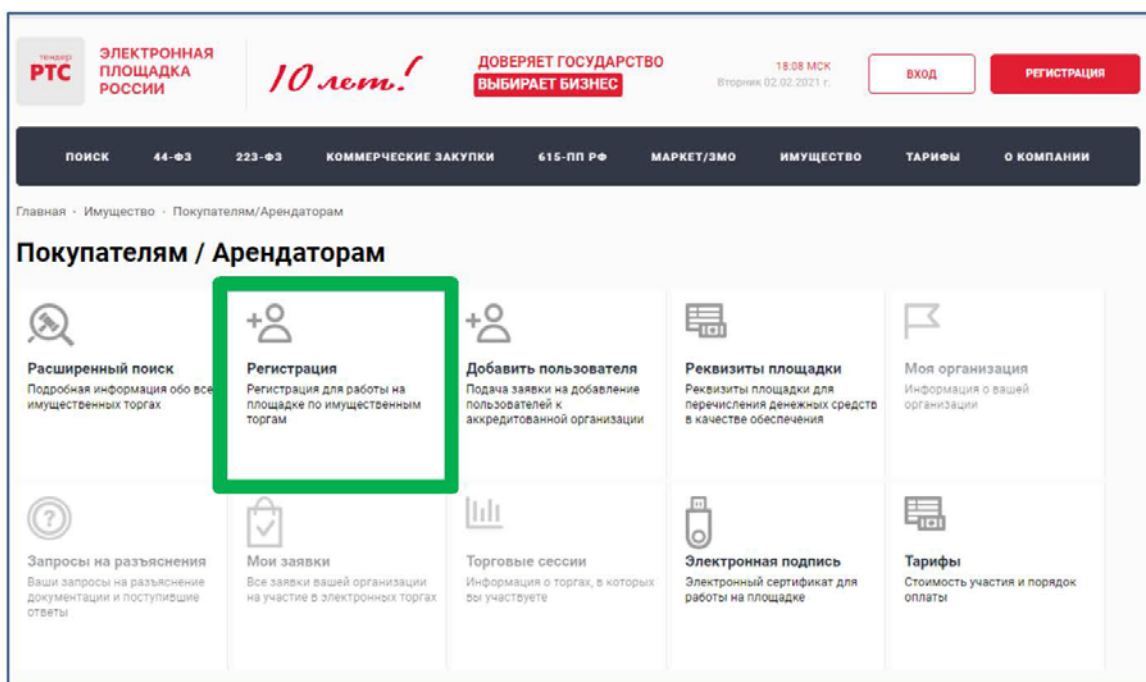 тендер
РТС
ЭЛЕКТРОННАЯ
ПЛОЩАДКА
РОССИИ
10 лет!
ДОВЕРЯЕТ ГОСУДАРСТВО
ВЫБИРАЕТ БИЗНЕС
18:08 МСК
Вторник 02.02.2021 г.
ВХОД
РЕГИСТРАЦИЯ
ПОИСК 44-ФЗ 223-ФЗ КОММЕРЧЕСКИЕ ЗАКУПКИ 615-ПП РФ МАРКЕТ/ЗМО ИМУЩЕСТВО ТАРИФЫ О КОМПАНИИ
Главная · Имущество · Покупателям/Арендаторам
Покупателям / Арендаторам
Расширенный поиск
Подробная информация обо все
имущественных торгах
Регистрация
Регистрация для работы на
площадке по имущественным
торгам
Добавить пользователя
Подача заявки на добавление
пользователей к
аккредитованной организации
Реквизиты площадки
Реквизиты площадки для
перечисления денежных средств
в качестве обеспечения
Моя организация
Информация о вашей
организации
Запросы на разъяснения
Ваши запросы на разъяснение
документации и поступившие
ответы
Мои заявки
Все заявки вашей организации
на участие в электронных торгах
Торговые сессии
Информация о торгах, в которых
вы участвуете
Электронная подпись
Электронный сертификат для
работы на площадке
Тарифы
Стоимость участия и порядок
оплаты